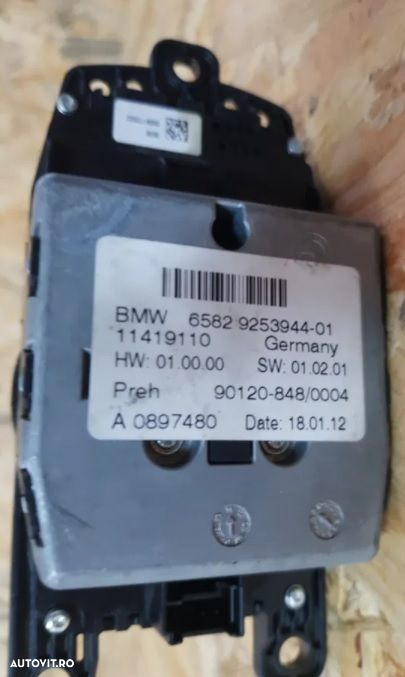 BMW 6582 9253944-01
11419110 Germany
HW: 01.00.00 SW: 01.02.01
Preh 90120-848/0004
A 0897480 Date: 18.01.12
AUTOVIT.RO